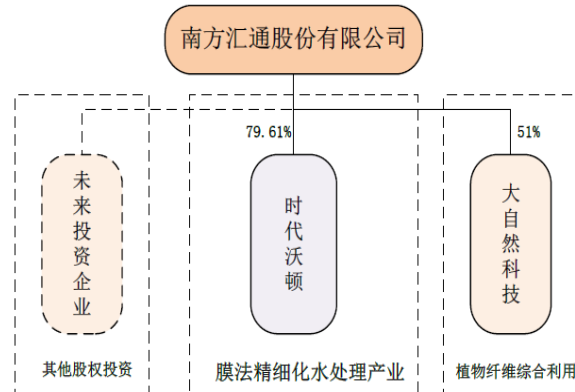 南方汇通股份有限公司
79.61%
51%
未来投资企业
时代沃顿
大自然科技
其他股权投资
膜法精细化水处理产业
植物纤维综合利用